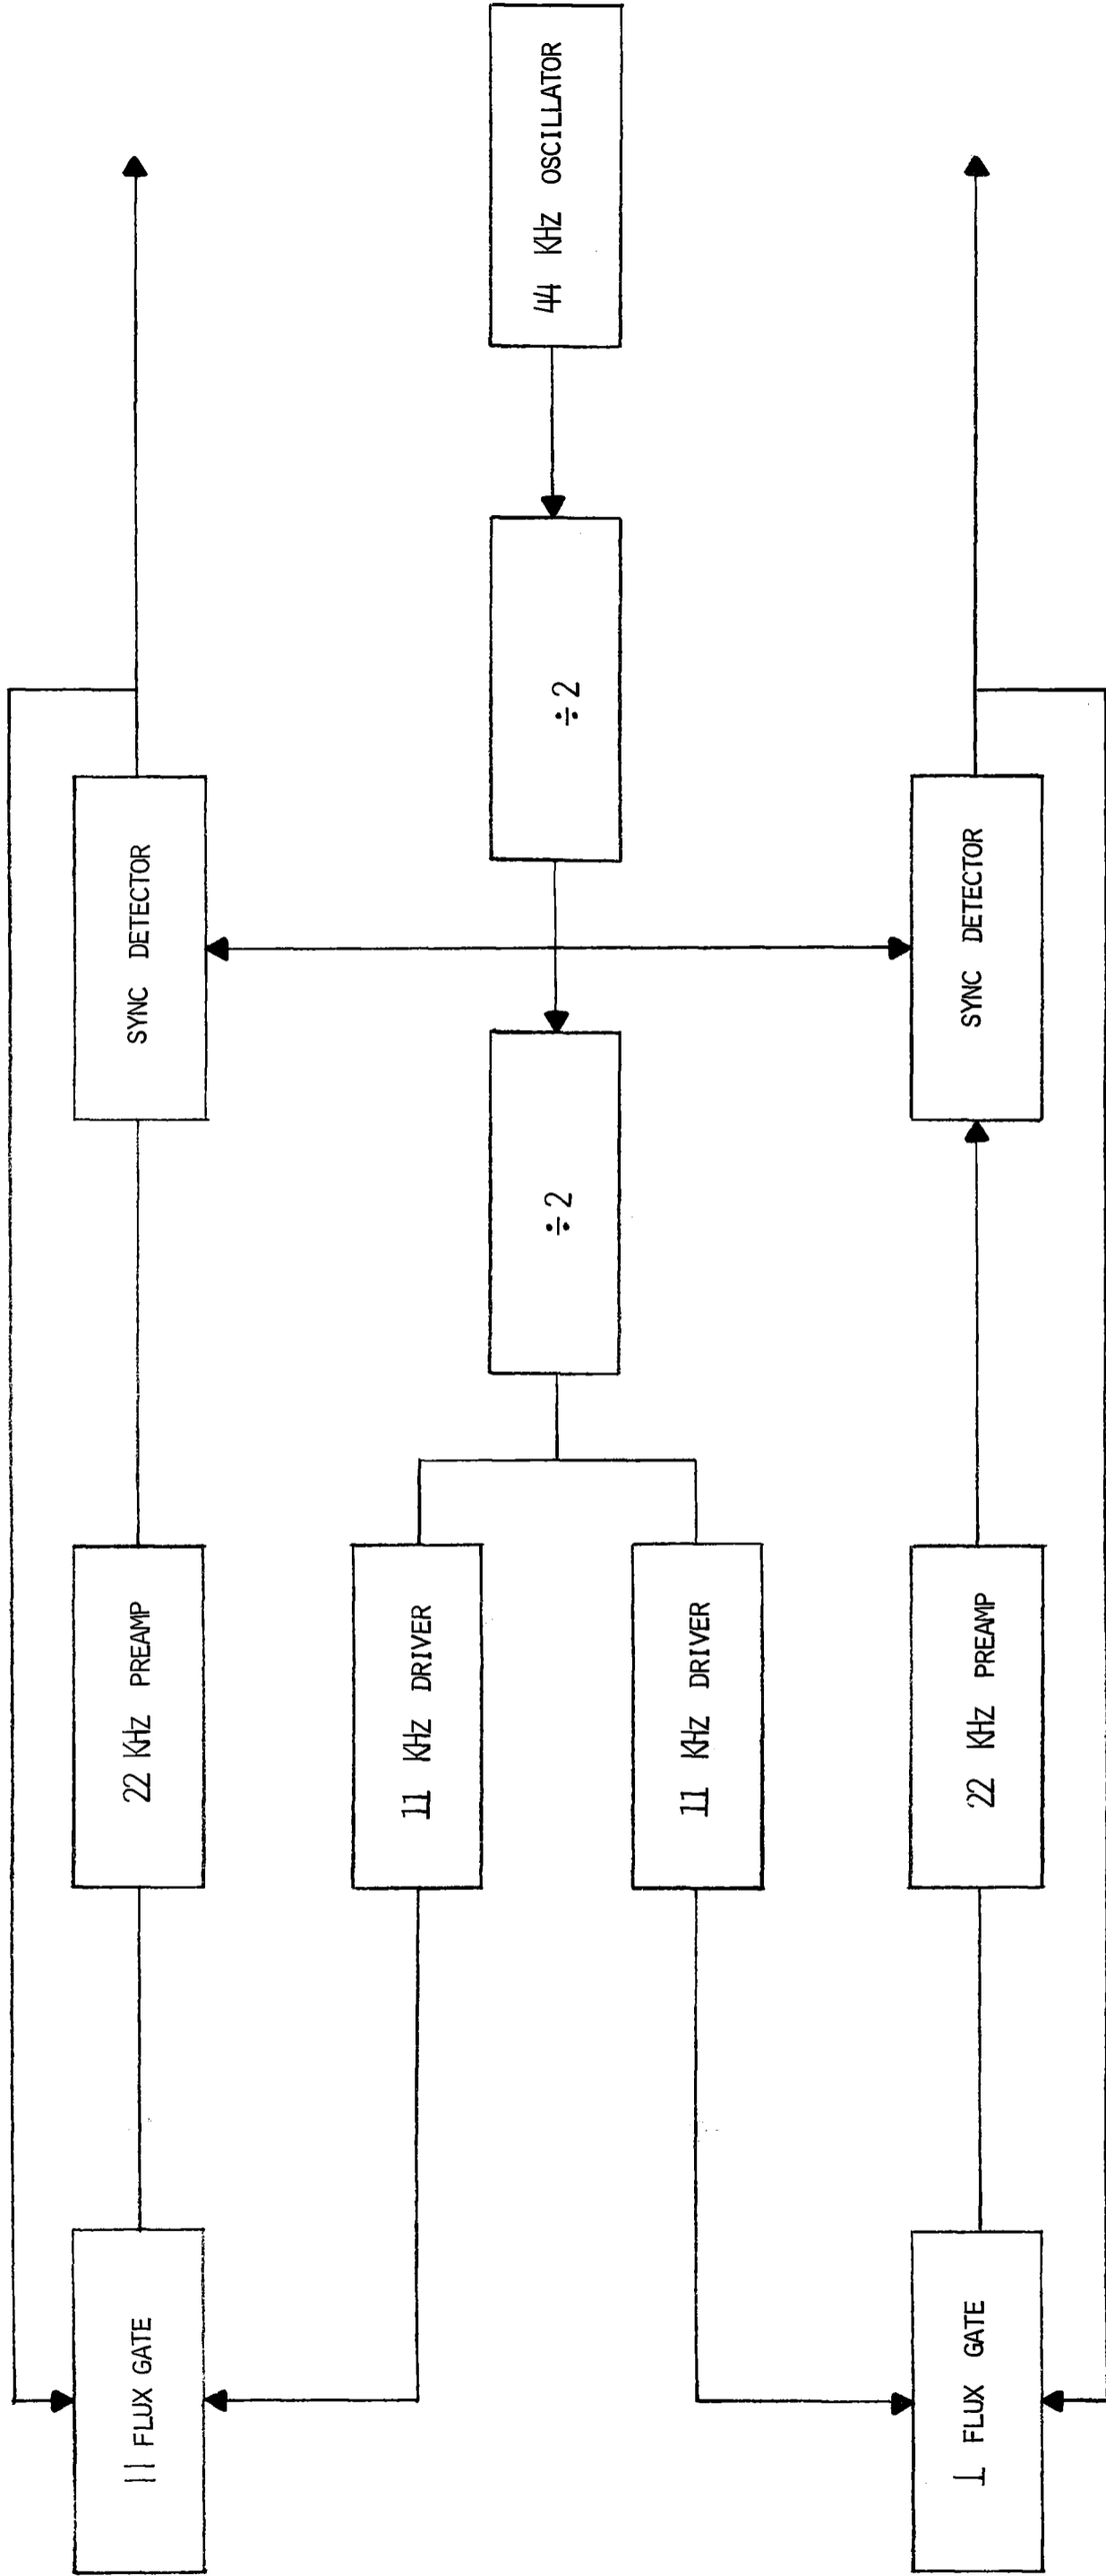 || FLUX GATE
22 KHz PREAMP
SYNC DETECTOR
11 KHz DRIVER
÷2
÷2
44 KHz OSCILLATOR
11 KHz DRIVER
⊥ FLUX GATE
22 KHz PREAMP
SYNC DETECTOR